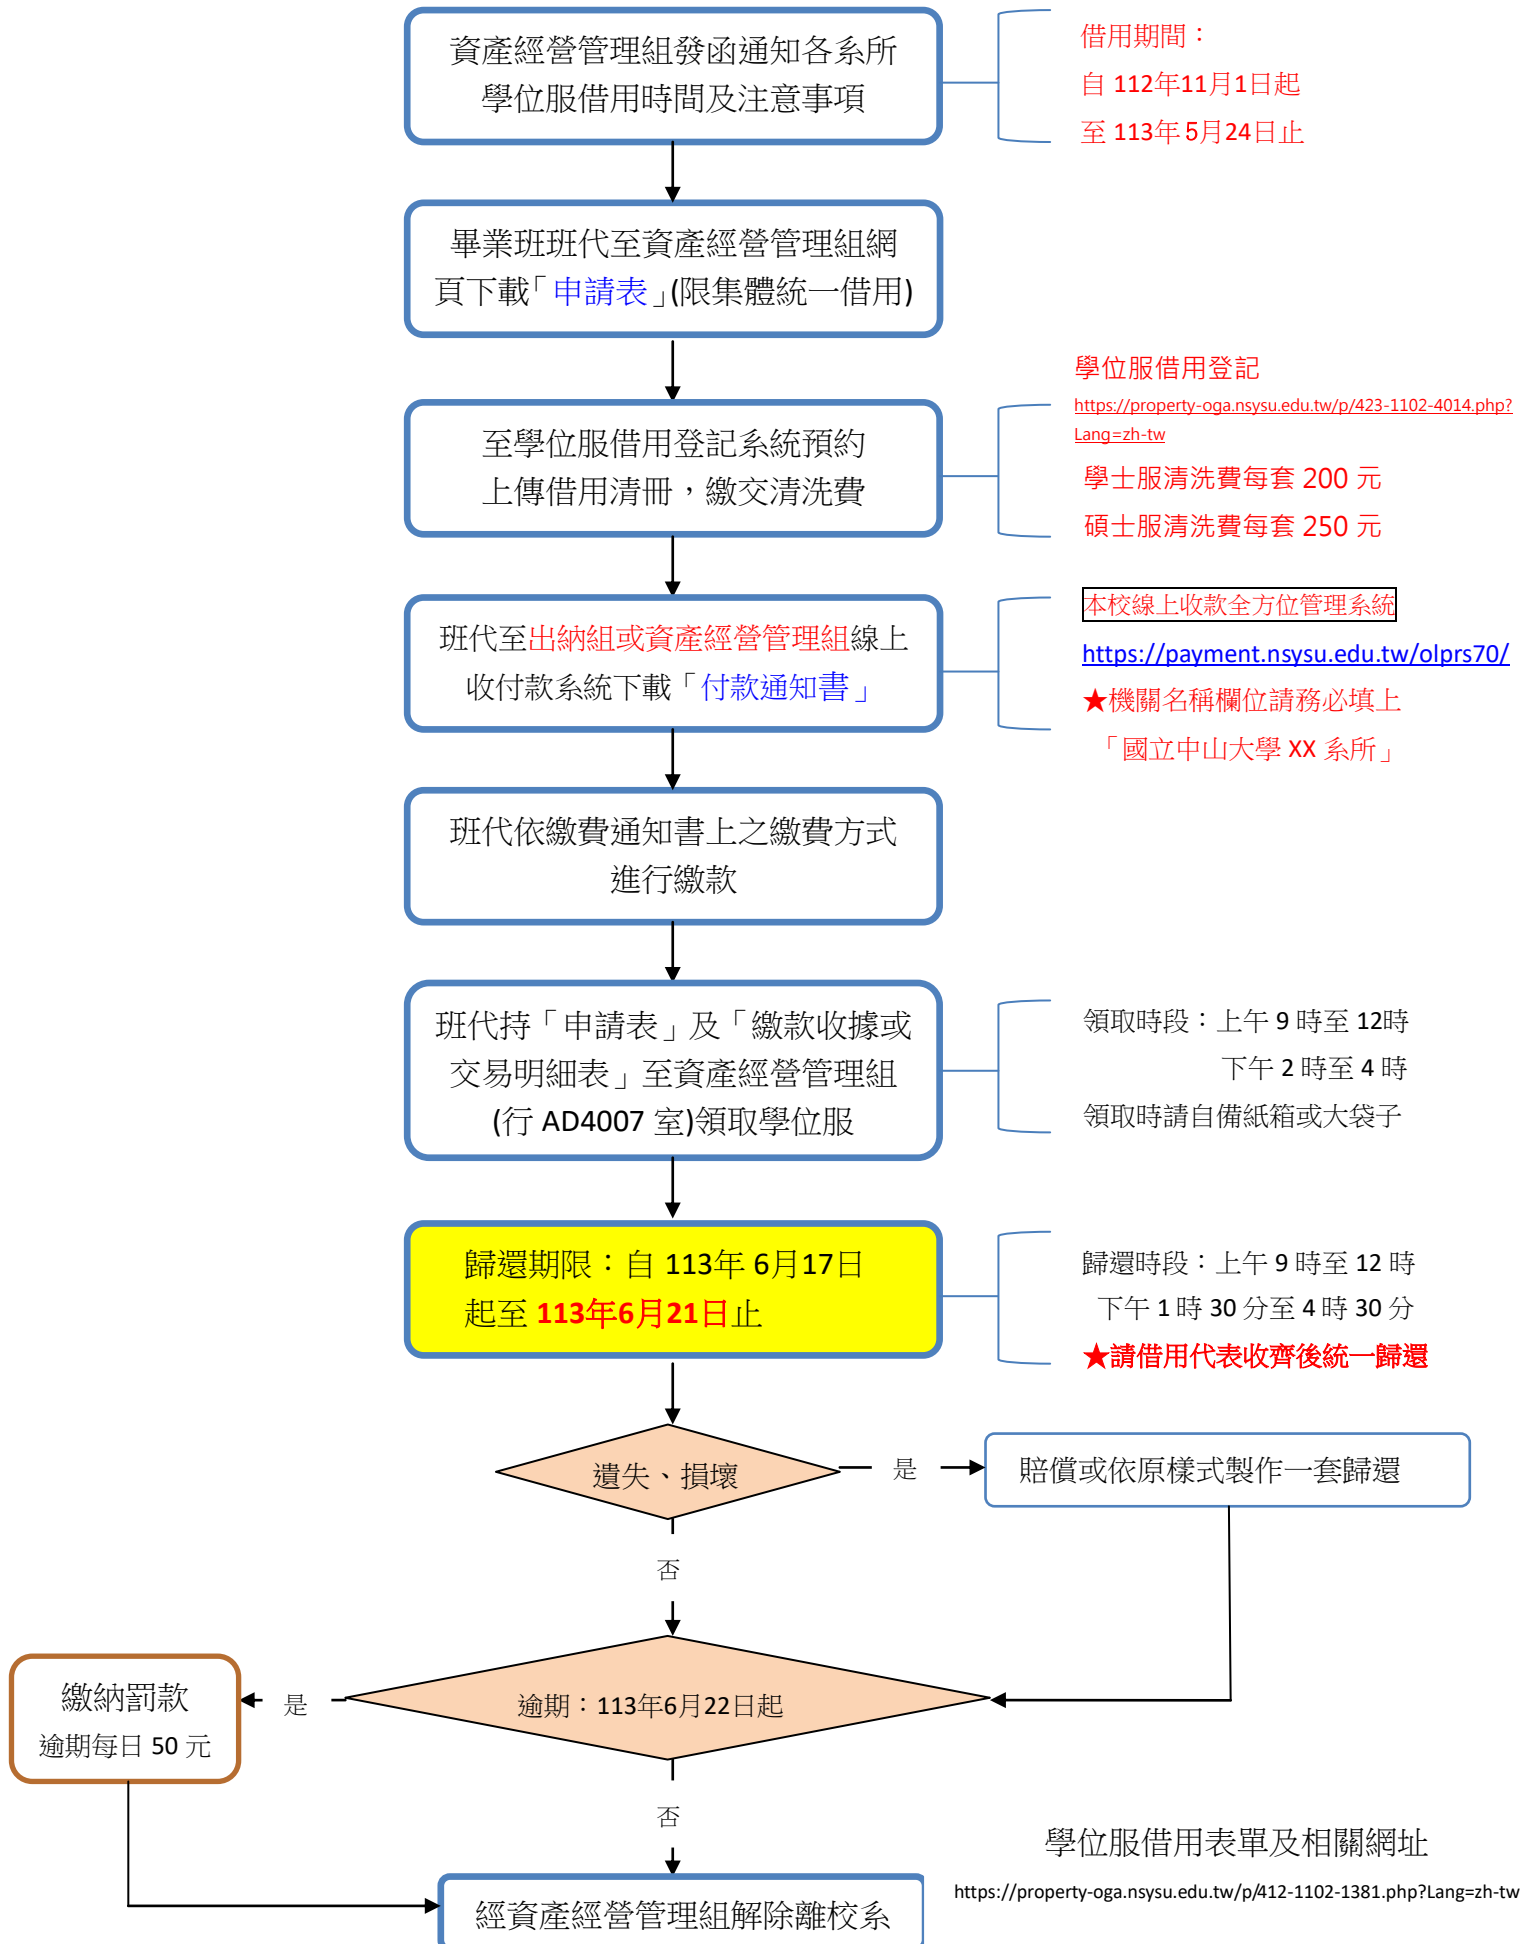 資產經營管理組發函通知各系所
學位服借用時間及注意事項
借用期間：
自 112年11月1日起
至 113年5月24日止
畢業班班代至資產經營管理組網
頁下載「申請表」(限集體統一借用)
至學位服借用登記系統預約
上傳借用清冊，繳交清洗費
學位服借用登記
https://property-oga.nsysu.edu.tw/p/423-1102-4014.php?
Lang=zh-tw
學士服清洗費每套 200 元
碩士服清洗費每套 250 元
班代至出納組或資產經營管理組線上
收付款系統下載「付款通知書」
本校線上收款全方位管理系統
https://payment.nsysu.edu.tw/olprs70/
★機關名稱欄位請務必填上
「國立中山大學 XX 系所」
班代依繳費通知書上之繳費方式
進行繳款
班代持「申請表」及「繳款收據或
交易明細表」至資產經營管理組
(行 AD4007 室)領取學位服
領取時段：上午 9 時至 12時
下午 2 時至 4 時
領取時請自備紙箱或大袋子
歸還期限：自 113年 6月17日
起至 113年6月21日止
歸還時段：上午 9 時至 12 時
下午 1 時 30 分至 4 時 30 分
★請借用代表收齊後統一歸還
遺失、損壞
是
賠償或依原樣式製作一套歸還
否
逾期：113年6月22日起
是
繳納罰款
逾期每日 50 元
否
學位服借用表單及相關網址
https://property-oga.nsysu.edu.tw/p/412-1102-1381.php?Lang=zh-tw
經資產經營管理組解除離校系